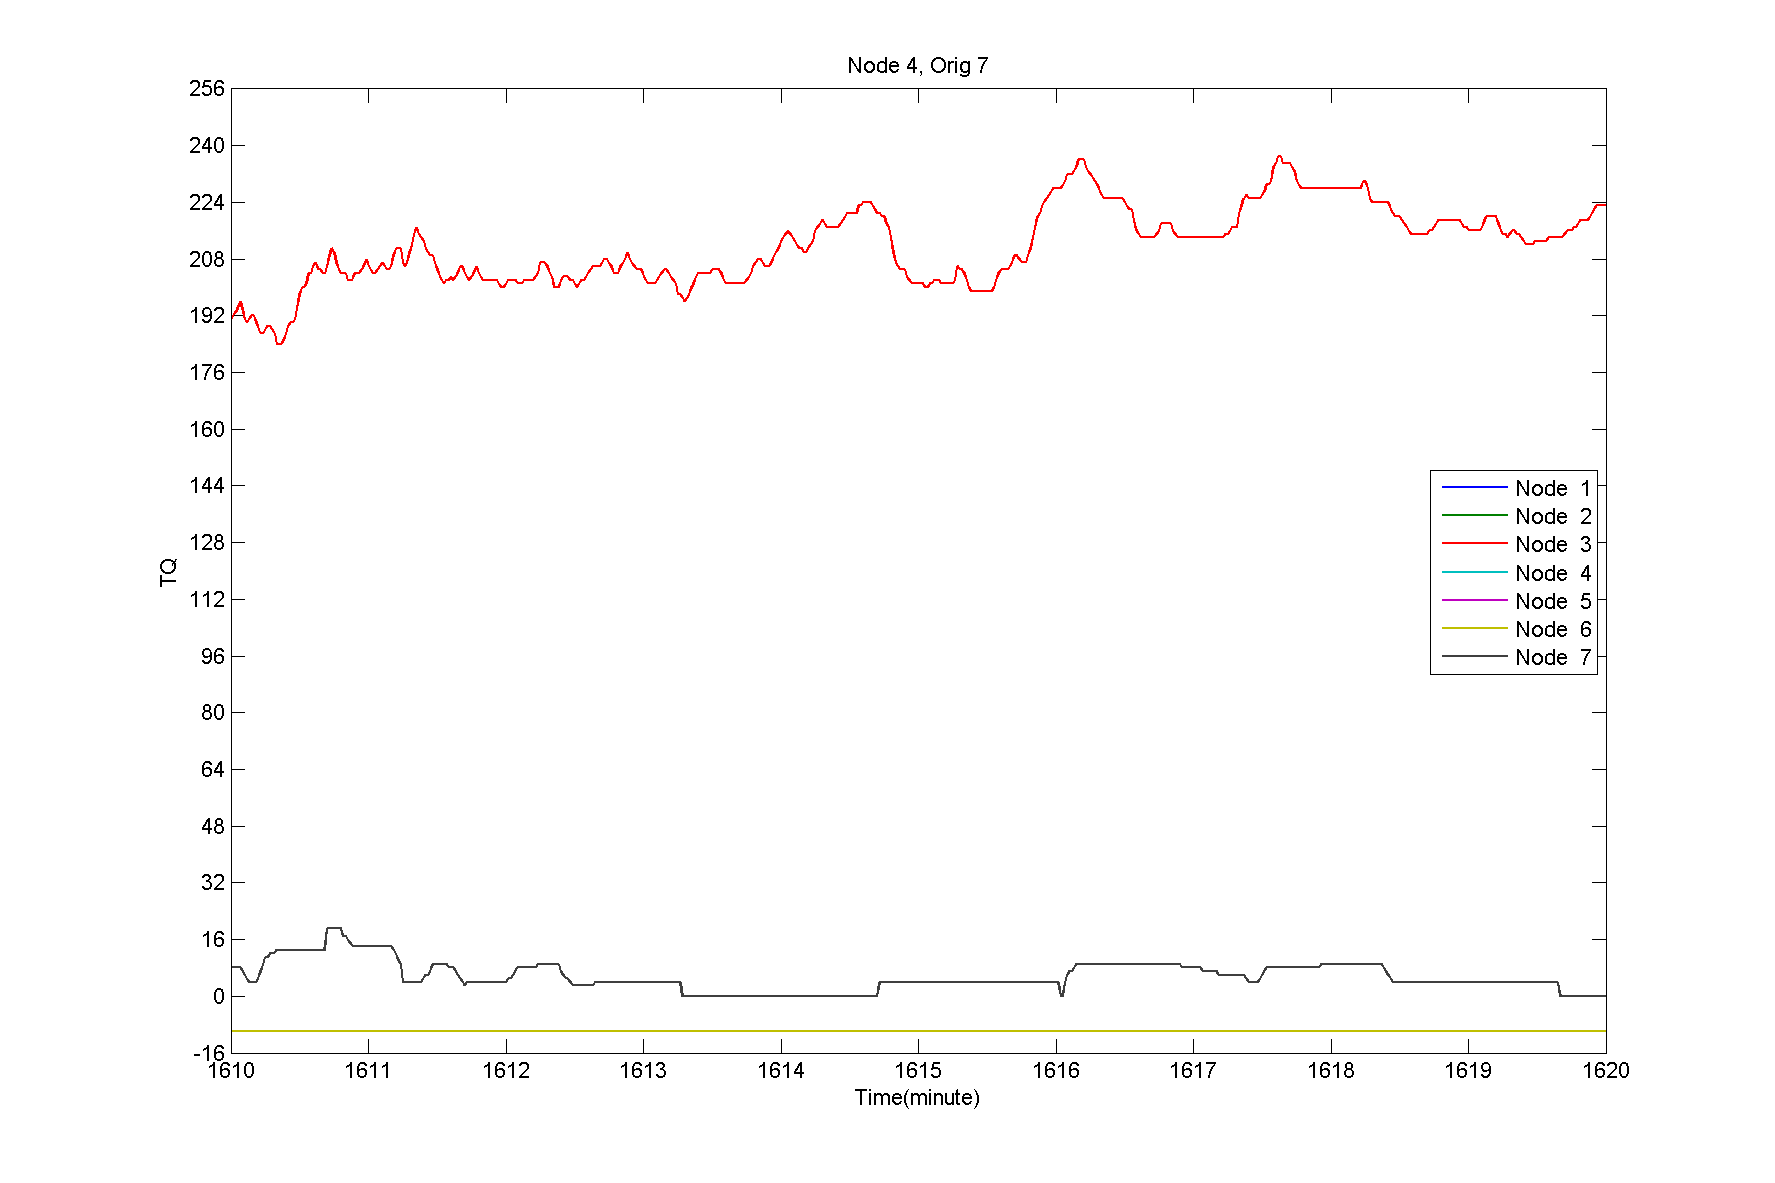 Node 4, Orig 7
256
240
224
208
192
176
160
144
128
112
96
80
64
48
32
16
0
-16
TQ
Node 1
Node 2
Node 3
Node 4
Node 5
Node 6
Node 7
1610 1611 1612 1613 1614 1615 1616 1617 1618 1619 1620
Time(minute)